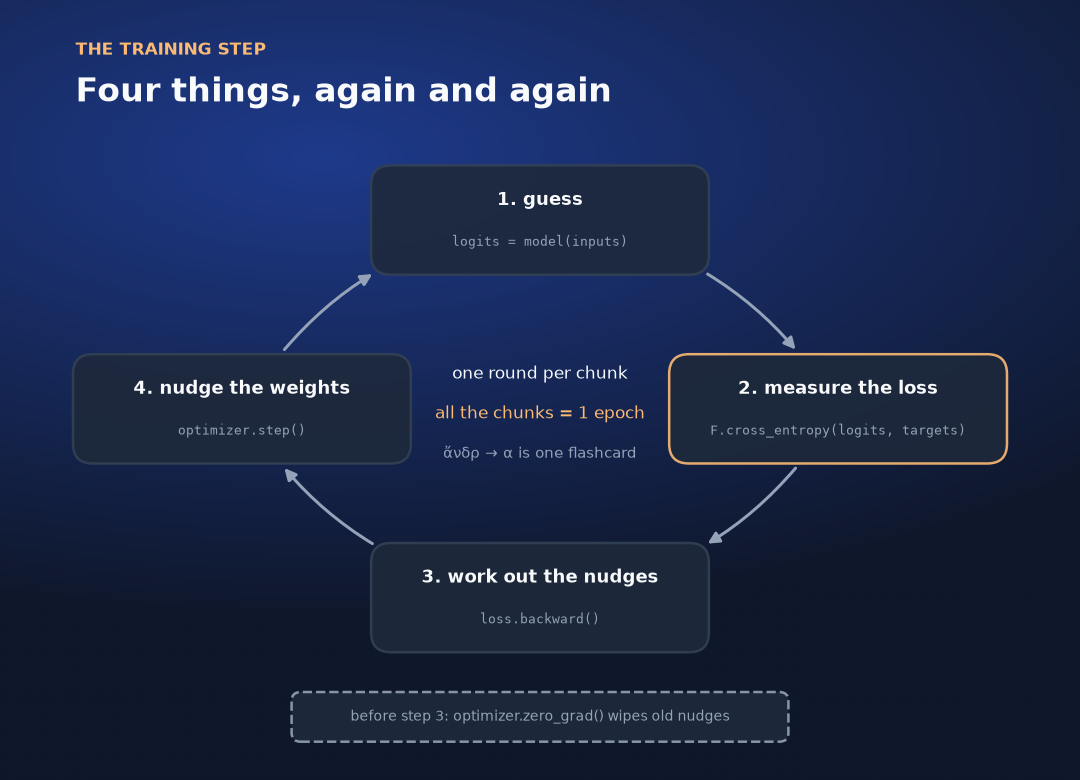 THE TRAINING STEP
Four things, again and again
1. guess
logits = model(inputs)
4. nudge the weights
optimizer.step()
one round per chunk
all the chunks = 1 epoch
ἄνδρ → α is one flashcard
2. measure the loss
F.cross_entropy(logits, targets)
3. work out the nudges
loss.backward()
before step 3: optimizer.zero_grad() wipes old nudges